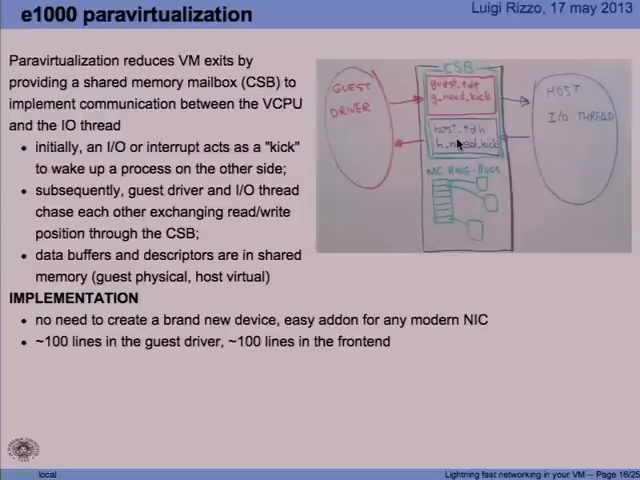 e1000 paravirtualization
Luigi Rizzo, 17 may 2013
Paravirtualization reduces VM exits by
providing a shared memory mailbox (CSB) to
implement communication between the VCPU
and the IO thread
• initially, an I/O or interrupt acts as a "kick"
to wake up a process on the other side;
• subsequently, guest driver and I/O thread
chase each other exchanging read/write
position through the CSB;
• data buffers and descriptors are in shared
memory (guest physical, host virtual)
IMPLEMENTATION
• no need to create a brand new device, easy addon for any modern NIC
• ~100 lines in the guest driver, ~100 lines in the frontend
GUEST
DRIVER
CSB
guest_tdt
g_need_kick
host_tdh
h_need_kick
NIC RING+BUFS
HOST
I/O THREAD
local
Lightning fast networking in your VM -- Page 16/25